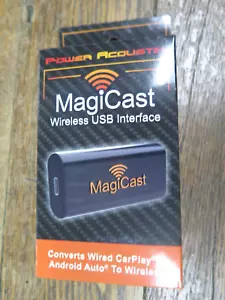 Power Acoustik
MagiCast
Wireless USB Interface
MagiCast
Converts Wired CarPlay®
Android Auto® To Wireless